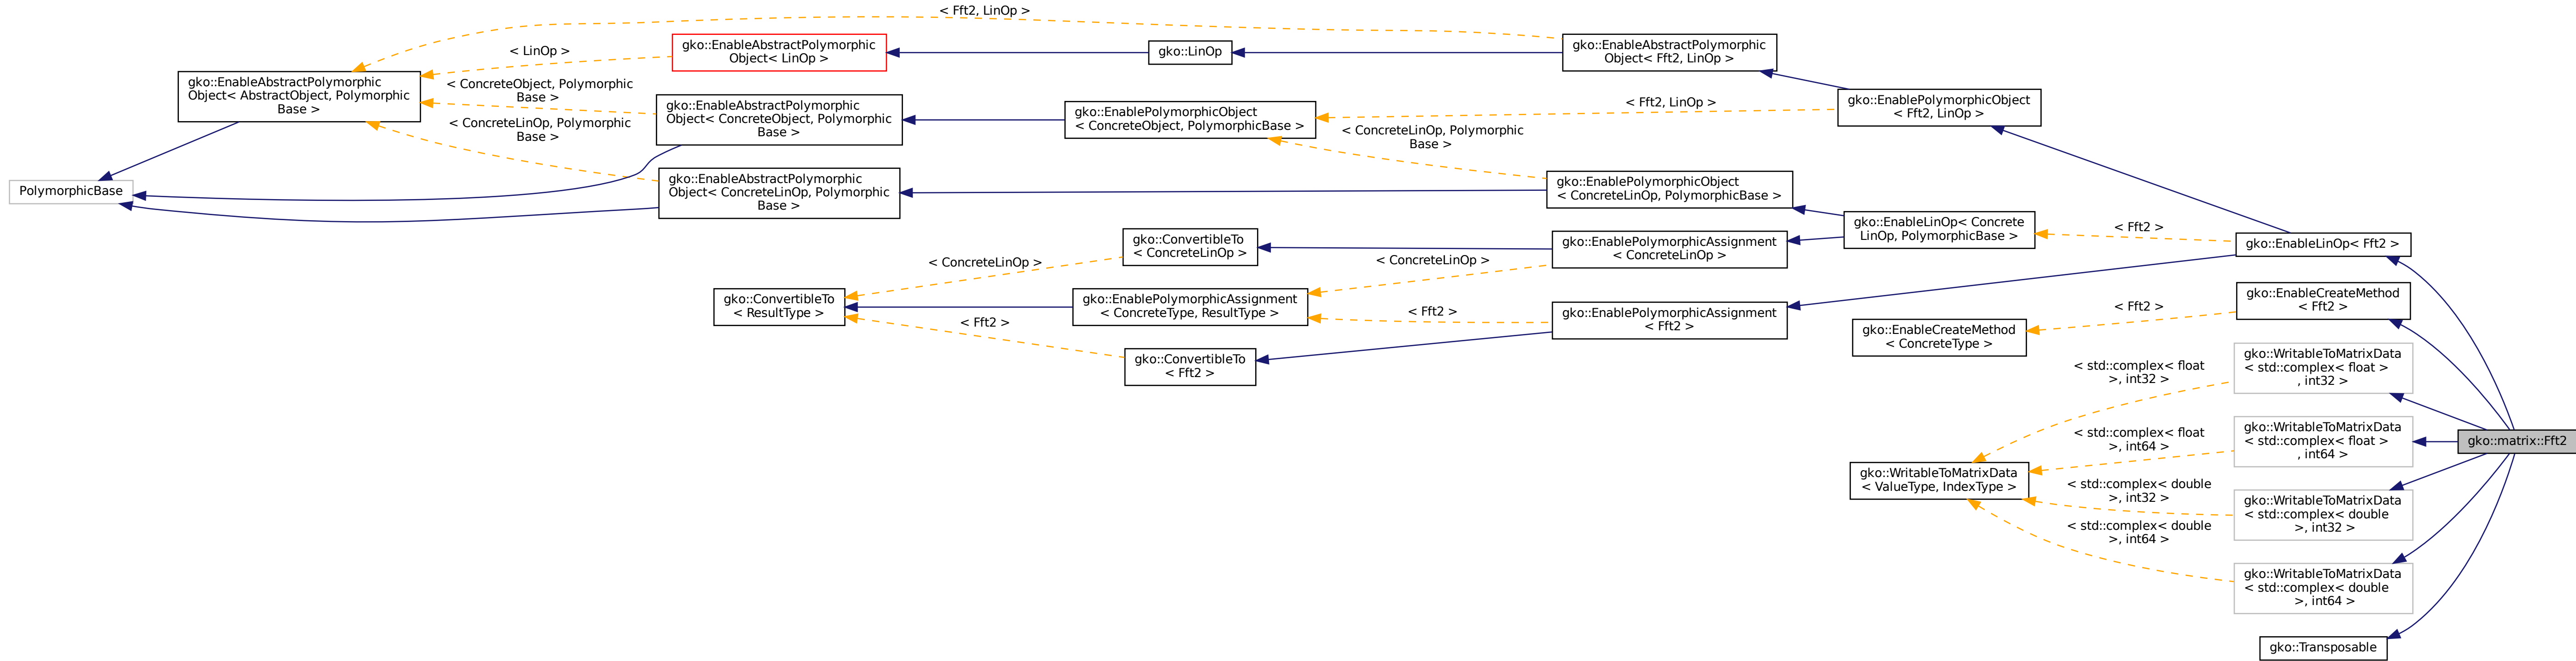 < Fft2, LinOp >
gko::EnableAbstractPolymorphic
Object< LinOp >
< LinOp >
gko::LinOp
gko::EnableAbstractPolymorphic
Object< Fft2, LinOp >
gko::EnableAbstractPolymorphic
Object< AbstractObject, Polymorphic
Base >
< ConcreteObject, Polymorphic
Base >
gko::EnableAbstractPolymorphic
Object< ConcreteObject, Polymorphic
Base >
gko::EnablePolymorphicObject
< ConcreteObject, PolymorphicBase >
< Fft2, LinOp >
gko::EnablePolymorphicObject
< Fft2, LinOp >
< ConcreteLinOp, Polymorphic
Base >
< ConcreteLinOp, Polymorphic
Base >
PolymorphicBase
gko::EnableAbstractPolymorphic
Object< ConcreteLinOp, Polymorphic
Base >
gko::EnablePolymorphicObject
< ConcreteLinOp, PolymorphicBase >
gko::EnableLinOp< Concrete
LinOp, PolymorphicBase >
< Fft2 >
gko::EnableLinOp< Fft2 >
gko::ConvertibleTo
< ConcreteLinOp >
gko::EnablePolymorphicAssignment
< ConcreteLinOp >
< ConcreteLinOp >
< ConcreteLinOp >
gko::ConvertibleTo
< ResultType >
gko::EnablePolymorphicAssignment
< ConcreteType, ResultType >
< Fft2 >
< Fft2 >
gko::EnablePolymorphicAssignment
< Fft2 >
gko::ConvertibleTo
< Fft2 >
gko::EnableCreateMethod
< Fft2 >
< Fft2 >
gko::EnableCreateMethod
< ConcreteType >
gko::WritableToMatrixData
< std::complex< float >
, int32 >
< std::complex< float
>, int32 >
gko::WritableToMatrixData
< std::complex< float >
, int64 >
< std::complex< float
>, int64 >
gko::matrix::Fft2
gko::WritableToMatrixData
< ValueType, IndexType >
< std::complex< double
>, int32 >
gko::WritableToMatrixData
< std::complex< double
>, int32 >
< std::complex< double
>, int64 >
gko::WritableToMatrixData
< std::complex< double
>, int64 >
gko::Transposable